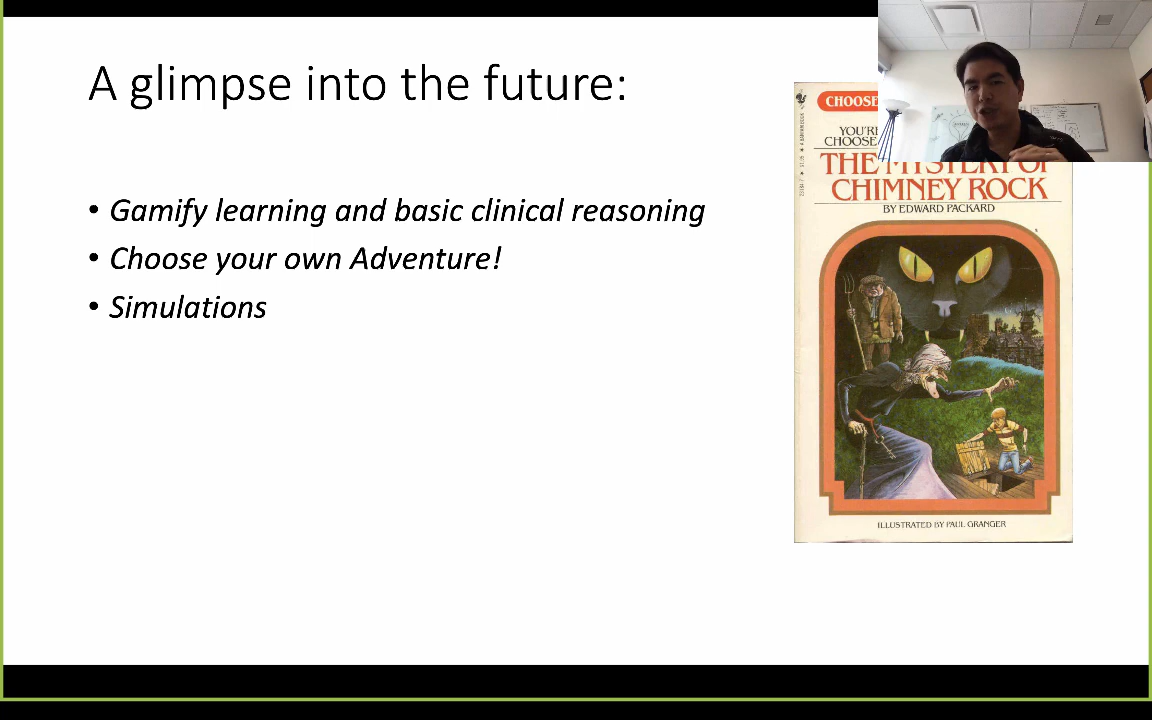 A glimpse into the future:
• Gamify learning and basic clinical reasoning
• Choose your own Adventure!
• Simulations
CHOOSE
YOU'RE
CHOOSE
THE MYSTERY OF
CHIMNEY ROCK
BY EDWARD PACKARD
ILLUSTRATED BY PAUL GRANGER